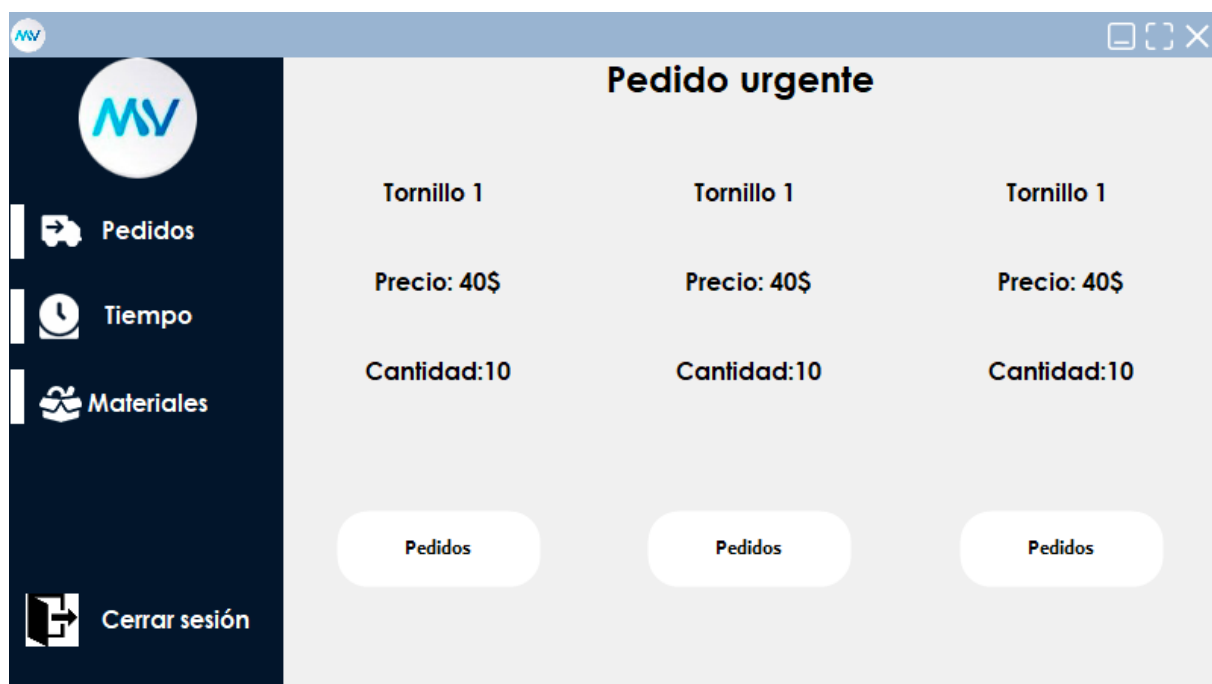 MV
MV
Pedido urgente
Pedidos
Tiempo
Materiales
Cerrar sesión
Tornillo 1
Precio: 40$
Cantidad:10
Pedidos
Tornillo 1
Precio: 40$
Cantidad:10
Pedidos
Tornillo 1
Precio: 40$
Cantidad:10
Pedidos